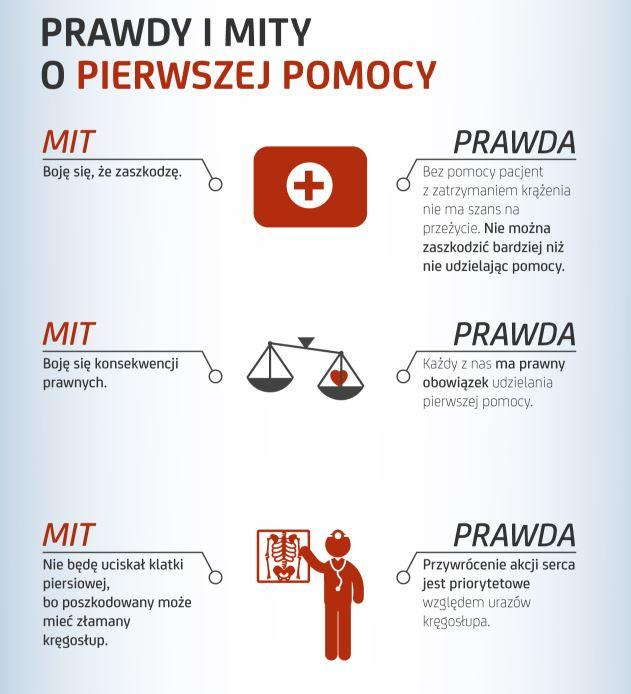 PRAWDY I MITY
O PIERWSZEJ POMOCY
MIT
Boję się, że zaszkodzę.
PRAWDA
Bez pomocy pacjent
z zatrzymaniem krążenia
nie ma szans na
przeżycie. Nie można
zaszkodzić bardziej niż
nie udzielając pomocy.
MIT
Boję się konsekwencji
prawnych.
PRAWDA
Każdy z nas ma prawny
obowiązek udzielania
pierwszej pomocy.
MIT
Nie będę uciskał klatki
piersiowej,
bo poszkodowany może
mieć złamany
kręgosłup.
PRAWDA
Przywrócenie akcji serca
jest priorytetowe
względem urazów
kręgosłupa.